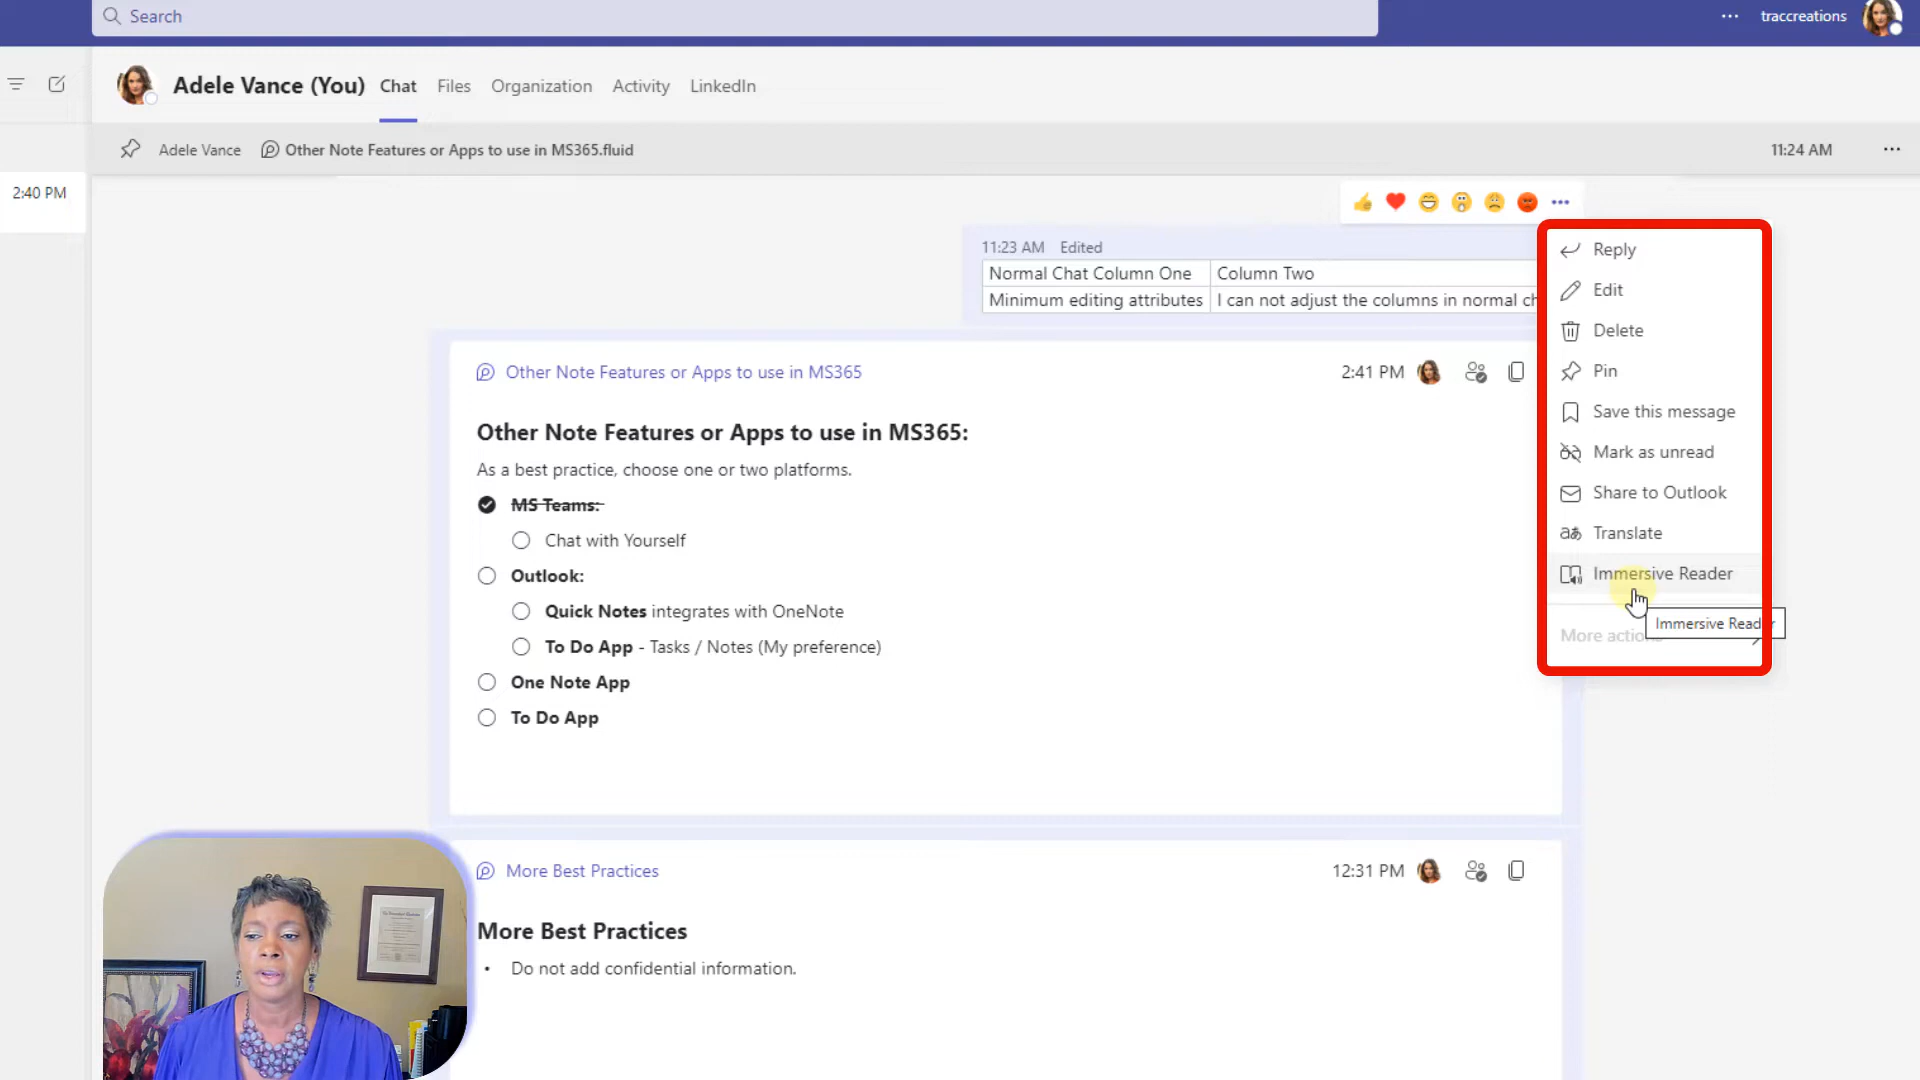 Search
traccreations
Adele Vance (You) Chat Files Organization Activity LinkedIn
Adele Vance Other Note Features or Apps to use in MS365.fluid 11:24 AM
2:40 PM
11:23 AM Edited
Normal Chat Column One Column Two
Minimum editing attributes I can not adjust the columns in normal
Reply
Edit
Delete
Pin
Save this message
Mark as unread
Share to Outlook
Translate
Immersive Reader
Immersive Reader
More
Other Note Features or Apps to use in MS365 2:41 PM
Other Note Features or Apps to use in MS365:
As a best practice, choose one or two platforms.
MS Teams:
Chat with Yourself
Outlook:
Quick Notes integrates with OneNote
To Do App - Tasks / Notes (My preference)
One Note App
To Do App
More Best Practices 12:31 PM
More Best Practices
• Do not add confidential information.